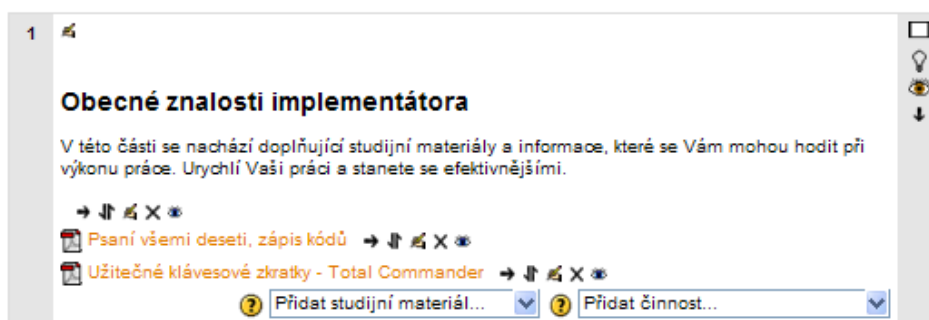 1
Obecné znalosti implementátora
V této části se nachází doplňující studijní materiály a informace, které se Vám mohou hodit při
výkonu práce. Urychlí Vaši práci a stanete se efektivnějšími.
Psaní všemi deseti, zápis kódů
Užitečné klávesové zkratky - Total Commander
Přidat studijní materiál... Přidat činnost...